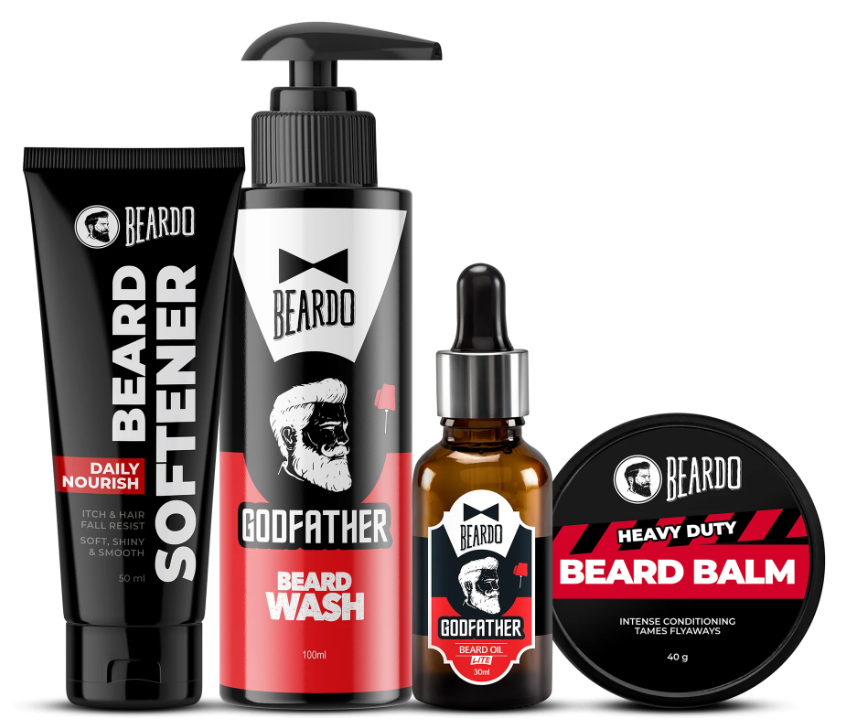 BEARDO
BEARD
SOFTENER
DAILY
NOURISH
ITCH & HAIR
FALL RESIST
SOFT, SHINY
& SMOOTH
50 ml
BEARDO
GODFATHER
BEARD
WASH
100ml
BEARDO
GODFATHER
BEARD OIL
LITE
30ml
BEARDO
HEAVY DUTY
BEARD BALM
INTENSE CONDITIONING
TAMES FLYAWAYS
40 g